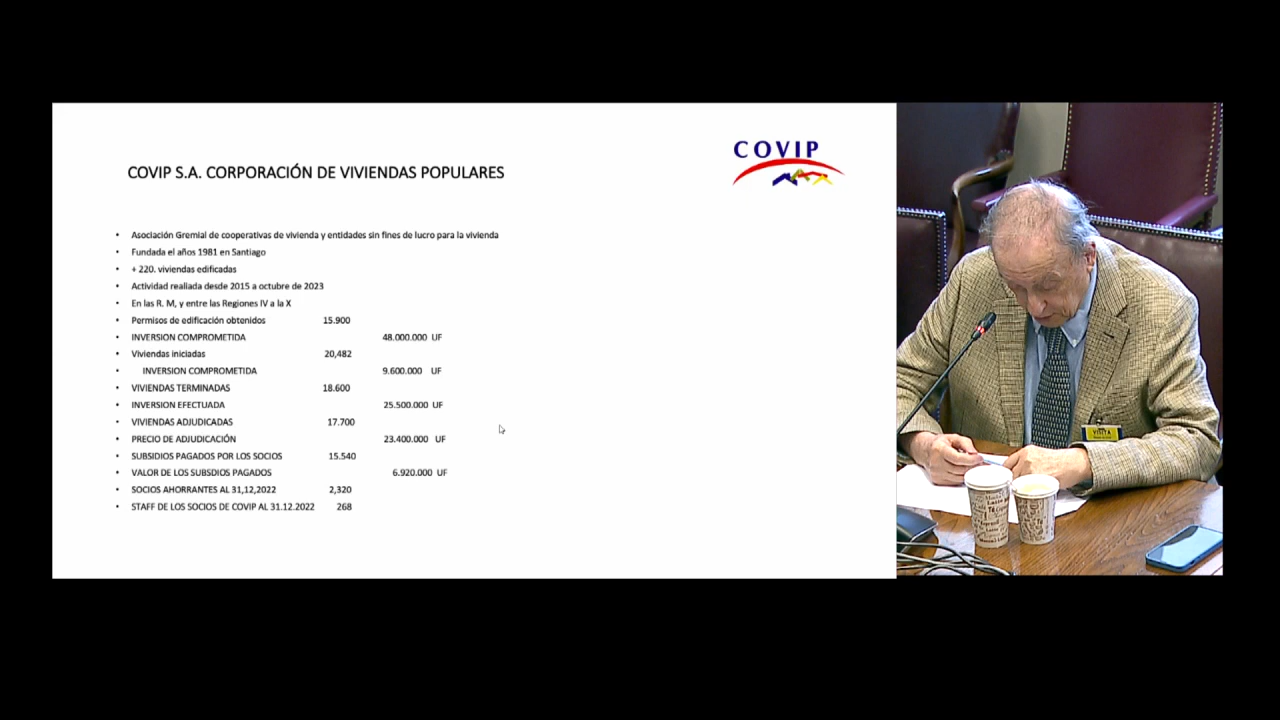 COVIP S.A. CORPORACIÓN DE VIVIENDAS POPULARES
COVIP
• Asociación Gremial de cooperativas de vivienda y entidades sin fines de lucro para la vivienda
• Fundada el años 1981 en Santiago
• + 220. viviendas edificadas
• Actividad realiada desde 2015 a octubre de 2023
• En las R. M, y entre las Regiones IV a la X
• Permisos de edificación obtenidos 15.900
• INVERSION COMPROMETIDA 48.000.000 UF
• Viviendas iniciadas 20,482
• INVERSION COMPROMETIDA 9.600.000 UF
• VIVIENDAS TERMINADAS 18.600
• INVERSION EFECTUADA 25.500.000 UF
• VIVIENDAS ADJUDICADAS 17.700
• PRECIO DE ADJUDICACIÓN 23.400.000 UF
• SUBSIDIOS PAGADOS POR LOS SOCIOS 15.540
• VALOR DE LOS SUBSDIOS PAGADOS 6.920.000 UF
• SOCIOS AHORRANTES AL 31,12,2022 2,320
• STAFF DE LOS SOCIOS DE COVIP AL 31.12.2022 268
VISITA